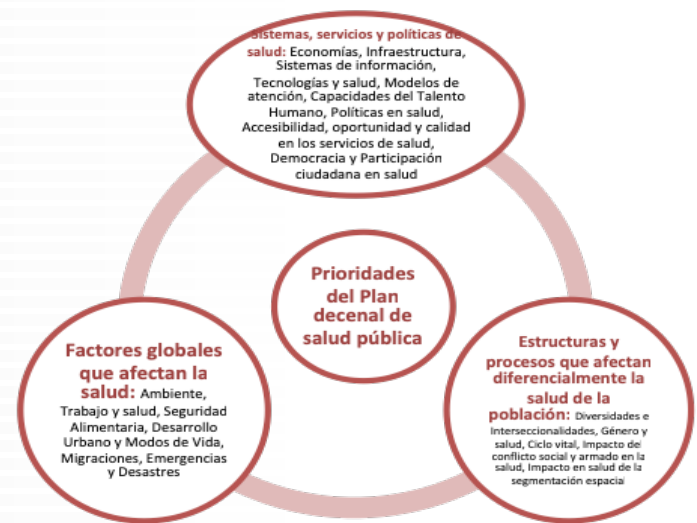 Sistemas, servicios y políticas de
salud: Economías, Infraestructura,
Sistemas de información,
Tecnologías y salud, Modelos de
atención, Capacidades del Talento
Humano, Políticas en salud,
Accesibilidad, oportunidad y calidad
en los servicios de salud,
Democracia y Participación
ciudadana en salud
Prioridades
del Plan
decenal de
salud pública
Factores globales
que afectan la
salud: Ambiente,
Trabajo y salud, Seguridad
Alimentaria, Desarrollo
Urbano y Modos de Vida,
Migraciones, Emergencias
y Desastres
Estructuras y
procesos que afectan
diferencialmente la
salud de la
población: Diversidades e
Interseccionalidades, Género y
salud, Ciclo vital, Impacto del
conflicto social y armado en la
salud, Impacto en salud de la
segmentación espacial